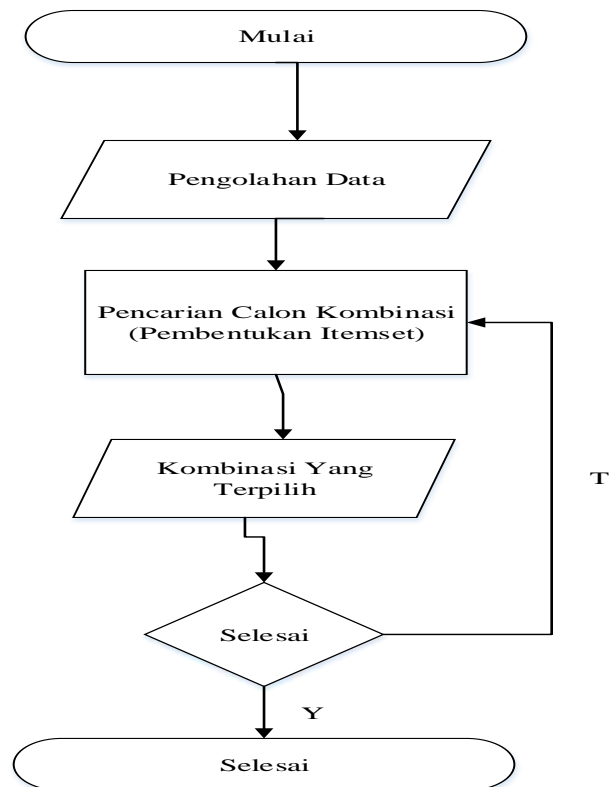 Mulai
Pengolahan Data
Pencarian Calon Kombinasi
(Pembentukan Itemset)
Kombinasi Yang
Terpilih
T
Selesai
Y
Selesai